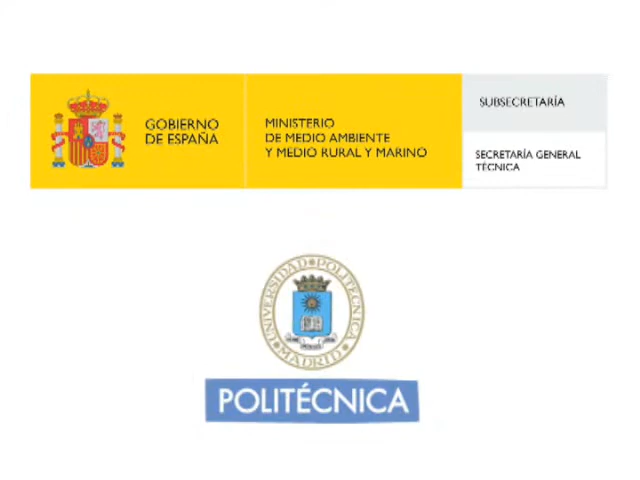 GOBIERNO
DE ESPAÑA
MINISTERIO
DE MEDIO AMBIENTE
Y MEDIO RURAL Y MARINO
SUBSECRETARÍA
SECRETARÍA GENERAL
TÉCNICA
UNIVERSIDAD POLITÉCNICA
MADRID
POLITÉCNICA